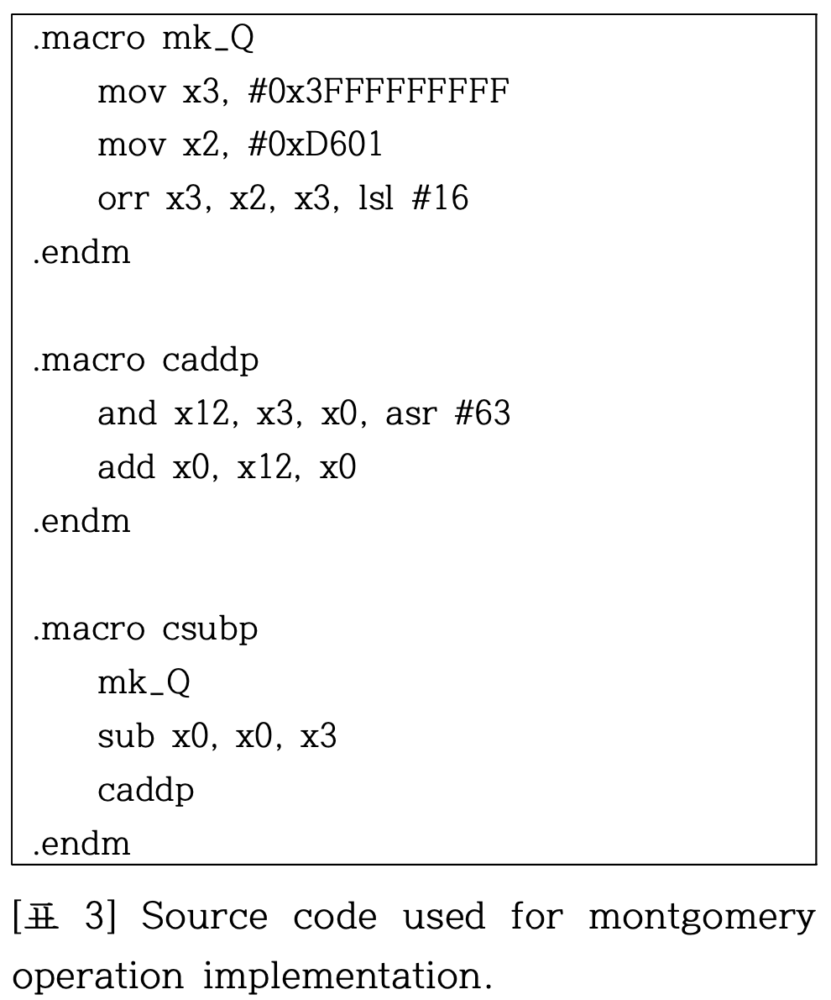 .macro mk_Q
mov x3, #0x3FFFFFFFFF
mov x2, #0xD601
orr x3, x2, x3, lsl #16
.endm
.macro caddp
and x12, x3, x0, asr #63
add x0, x12, x0
.endm
.macro csubp
mk_Q
sub x0, x0, x3
caddp
.endm
[표 3] Source code used for montgomery
operation implementation.